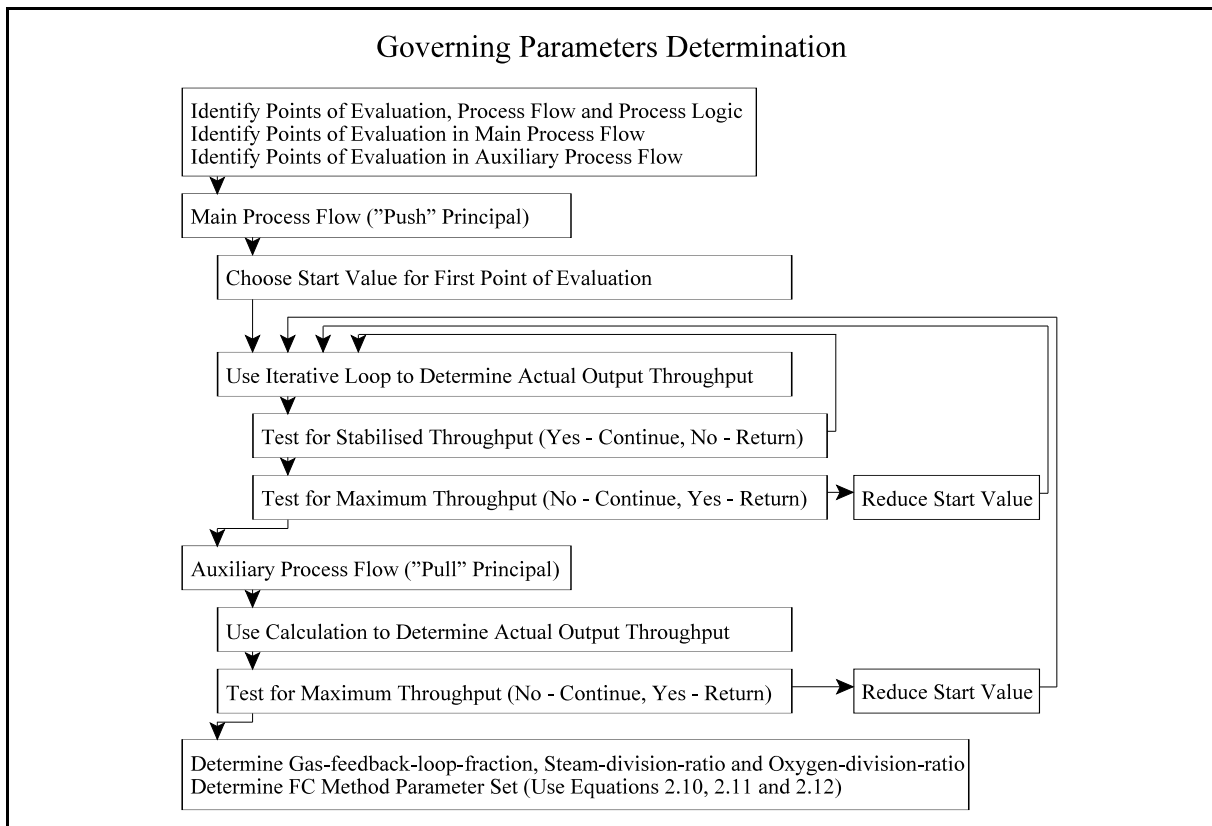 Governing Parameters Determination
Identify Points of Evaluation, Process Flow and Process Logic
Identify Points of Evaluation in Main Process Flow
Identify Points of Evaluation in Auxiliary Process Flow
Main Process Flow (”Push” Principal)
Choose Start Value for First Point of Evaluation
Use Iterative Loop to Determine Actual Output Throughput
Test for Stabilised Throughput (Yes - Continue, No - Return)
Test for Maximum Throughput (No - Continue, Yes - Return)
Reduce Start Value
Auxiliary Process Flow (”Pull” Principal)
Use Calculation to Determine Actual Output Throughput
Test for Maximum Throughput (No - Continue, Yes - Return)
Reduce Start Value
Determine Gas-feedback-loop-fraction, Steam-division-ratio and Oxygen-division-ratio
Determine FC Method Parameter Set (Use Equations 2.10, 2.11 and 2.12)